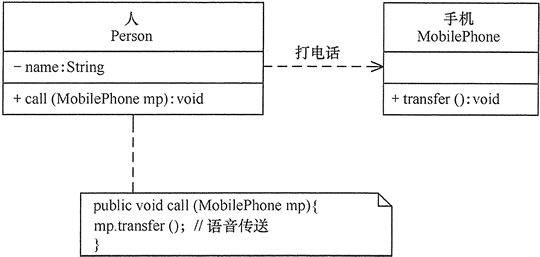 人
Person
- name:String
+ call (MobilePhone mp):void
打电话
手机
MobilePhone
+ transfer ():void
public void call (MobilePhone mp){
mp.transfer (); // 语音传送
}